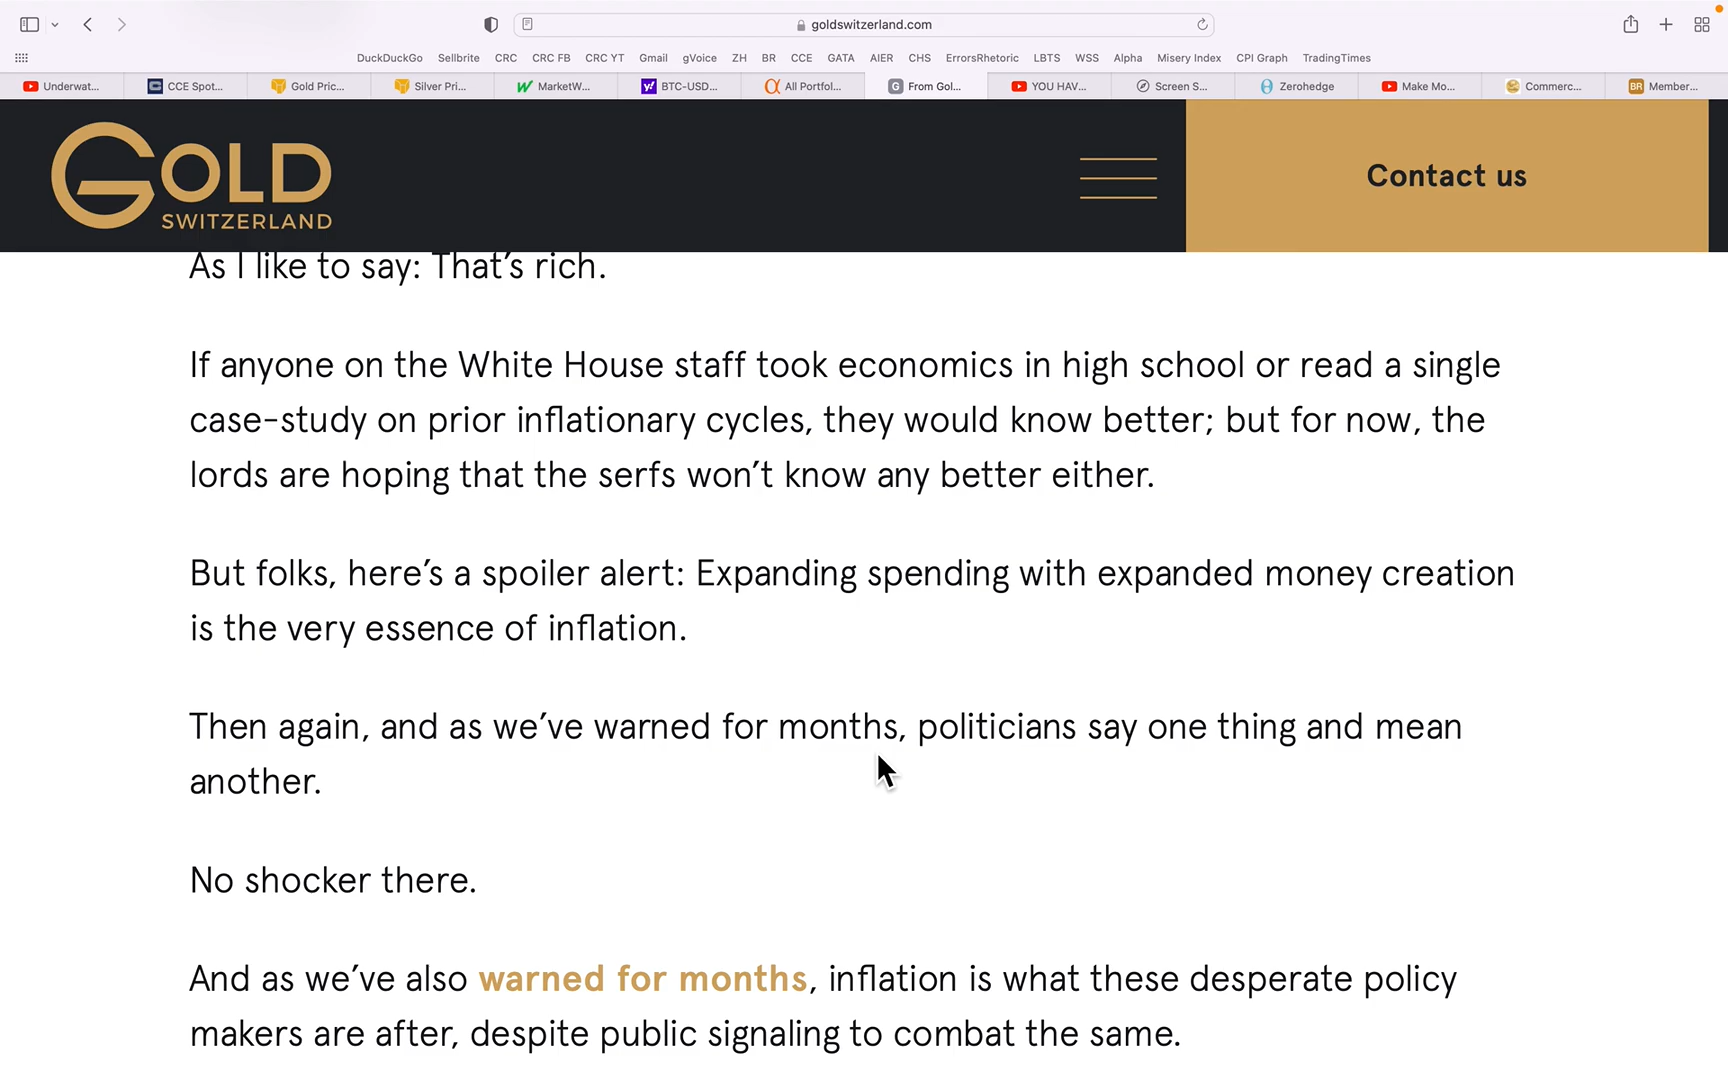 goldswitzerland.com
DuckDuckGo Sellbrite CRC CRC FB CRC YT Gmail gVoice ZH BR CCE GATA AIER CHS ErrorsRhetoric LBTS WSS Alpha Misery Index CPI Graph TradingTimes
Underwat... CCE Spot... Gold Pric... Silver Pri... MarketW... BTC-USD... All Portfol... From Gol... YOU HAV... Screen S... Zerohedge Make Mo... Commerc... Member...
GOLD
SWITZERLAND
Contact us
As I like to say: That’s rich.
If anyone on the White House staff took economics in high school or read a single
case-study on prior inflationary cycles, they would know better; but for now, the
lords are hoping that the serfs won’t know any better either.
But folks, here’s a spoiler alert: Expanding spending with expanded money creation
is the very essence of inflation.
Then again, and as we’ve warned for months, politicians say one thing and mean
another.
No shocker there.
And as we’ve also warned for months, inflation is what these desperate policy
makers are after, despite public signaling to combat the same.